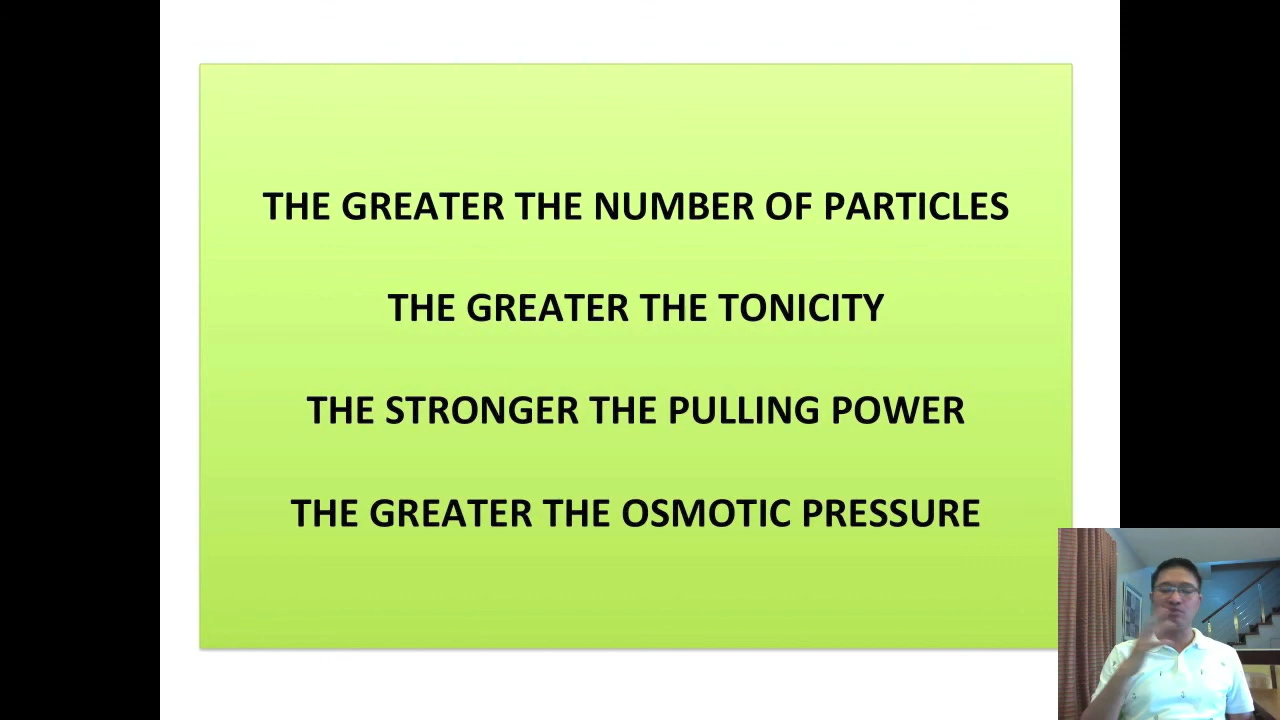 THE GREATER THE NUMBER OF PARTICLES
THE GREATER THE TONICITY
THE STRONGER THE PULLING POWER
THE GREATER THE OSMOTIC PRESSURE